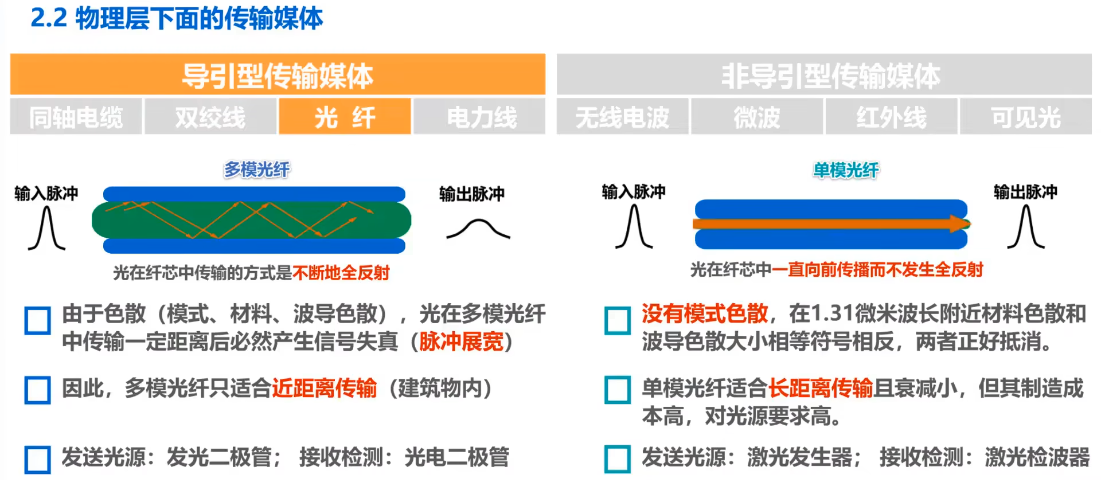 2.2 物理层下面的传输媒体
导引型传输媒体
非导引型传输媒体
同轴电缆
双绞线
光 纤
电力线
无线电波
微波
红外线
可见光
多模光纤
输入脉冲
输出脉冲
光在纤芯中传输的方式是不断地全反射
由于色散（模式、材料、波导色散），光在多模光纤
中传输一定距离后必然产生信号失真（脉冲展宽）
因此，多模光纤只适合近距离传输（建筑物内）
发送光源：发光二极管； 接收检测：光电二极管
单模光纤
输入脉冲
输出脉冲
光在纤芯中一直向前传播而不发生全反射
没有模式色散，在1.31微米波长附近材料色散和
波导色散大小相等符号相反，两者正好抵消。
单模光纤适合长距离传输且衰减小，但其制造成
本高，对光源要求高。
发送光源：激光发生器； 接收检测：激光检波器